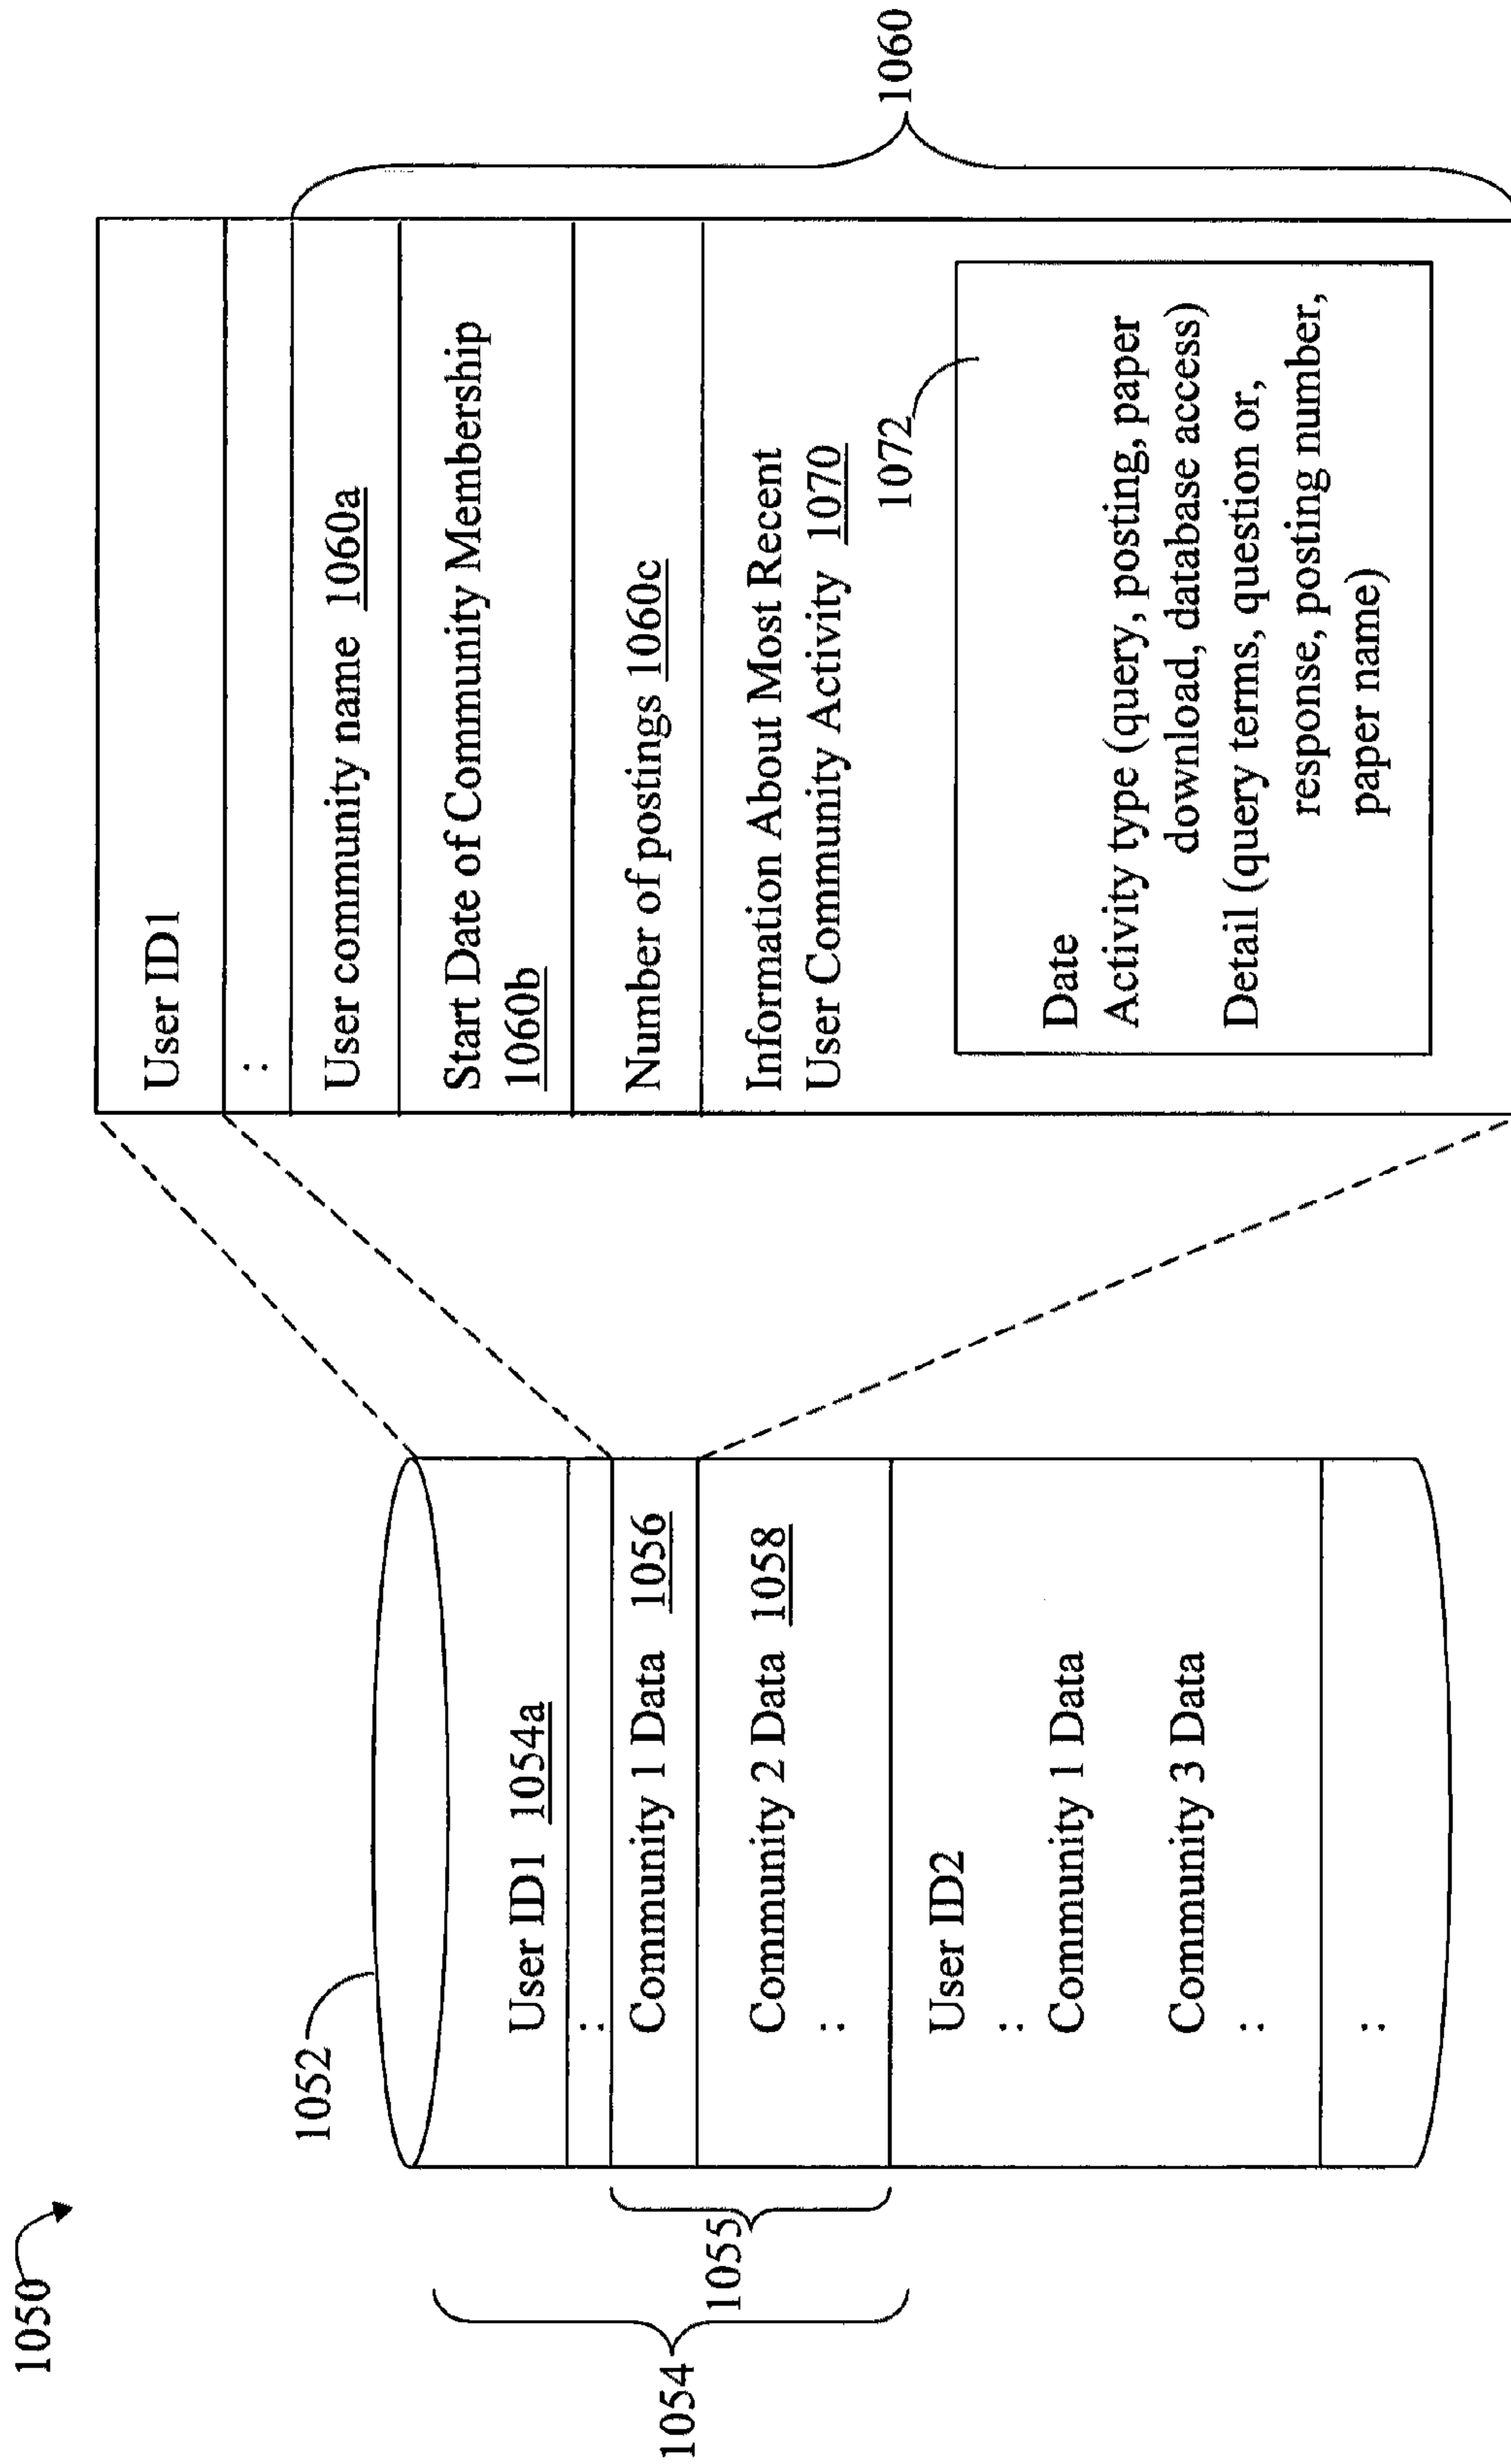 1050
1052
User ID1 1054a
:
Community 1 Data 1056
Community 2 Data 1058
:
User ID2
:
Community 1 Data
Community 3 Data
:
:
1055
1054
User ID1
:
User community name 1060a
Start Date of Community Membership
1060b
Number of postings 1060c
Information About Most Recent
User Community Activity 1070
1072
Date
Activity type (query, posting, paper
download, database access)
Detail (query terms, question or,
response, posting number,
paper name)
1060